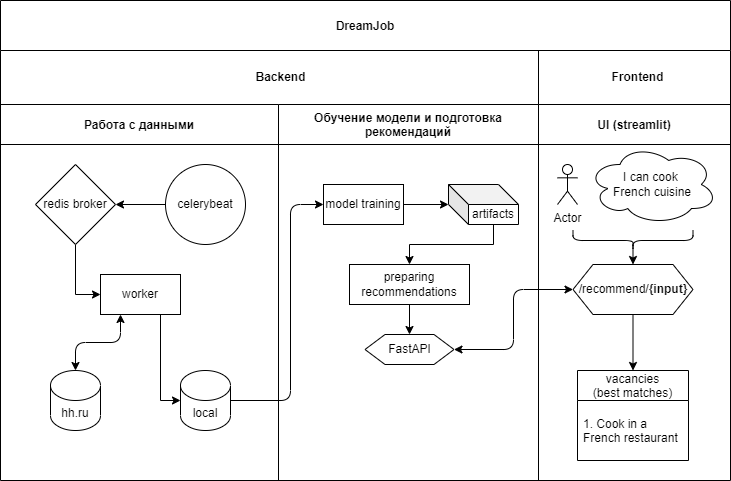 DreamJob
Backend
Frontend
Работа с данными
Обучение модели и подготовка
рекомендаций
UI (streamlit)
redis broker
celerybeat
worker
hh.ru
local
model training
artifacts
preparing
recommendations
FastAPI
I can cook
French cuisine
Actor
/recommend/{input}
vacancies
(best matches)
1. Cook in a
French restaurant